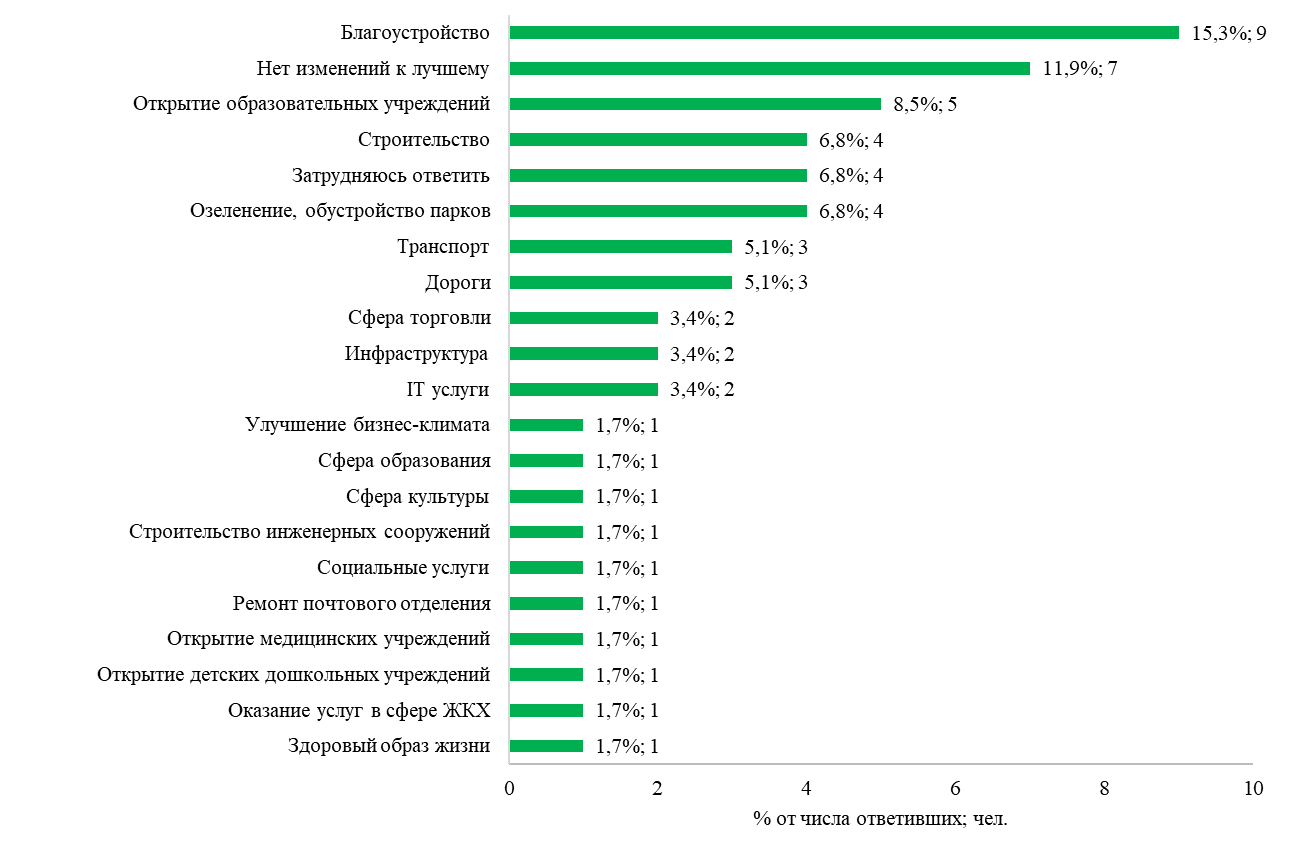 Благоустройство 15,3%; 9
Нет изменений к лучшему 11,9%; 7
Открытие образовательных учреждений 8,5%; 5
Строительство 6,8%; 4
Затрудняюсь ответить 6,8%; 4
Озеленение, обустройство парков 6,8%; 4
Транспорт 5,1%; 3
Дороги 5,1%; 3
Сфера торговли 3,4%; 2
Инфраструктура 3,4%; 2
IT услуги 3,4%; 2
Улучшение бизнес-климата 1,7%; 1
Сфера образования 1,7%; 1
Сфера культуры 1,7%; 1
Строительство инженерных сооружений 1,7%; 1
Социальные услуги 1,7%; 1
Ремонт почтового отделения 1,7%; 1
Открытие медицинских учреждений 1,7%; 1
Открытие детских дошкольных учреждений 1,7%; 1
Оказание услуг в сфере ЖКХ 1,7%; 1
Здоровый образ жизни 1,7%; 1
0 2 4 6 8 10
% от числа ответивших; чел.